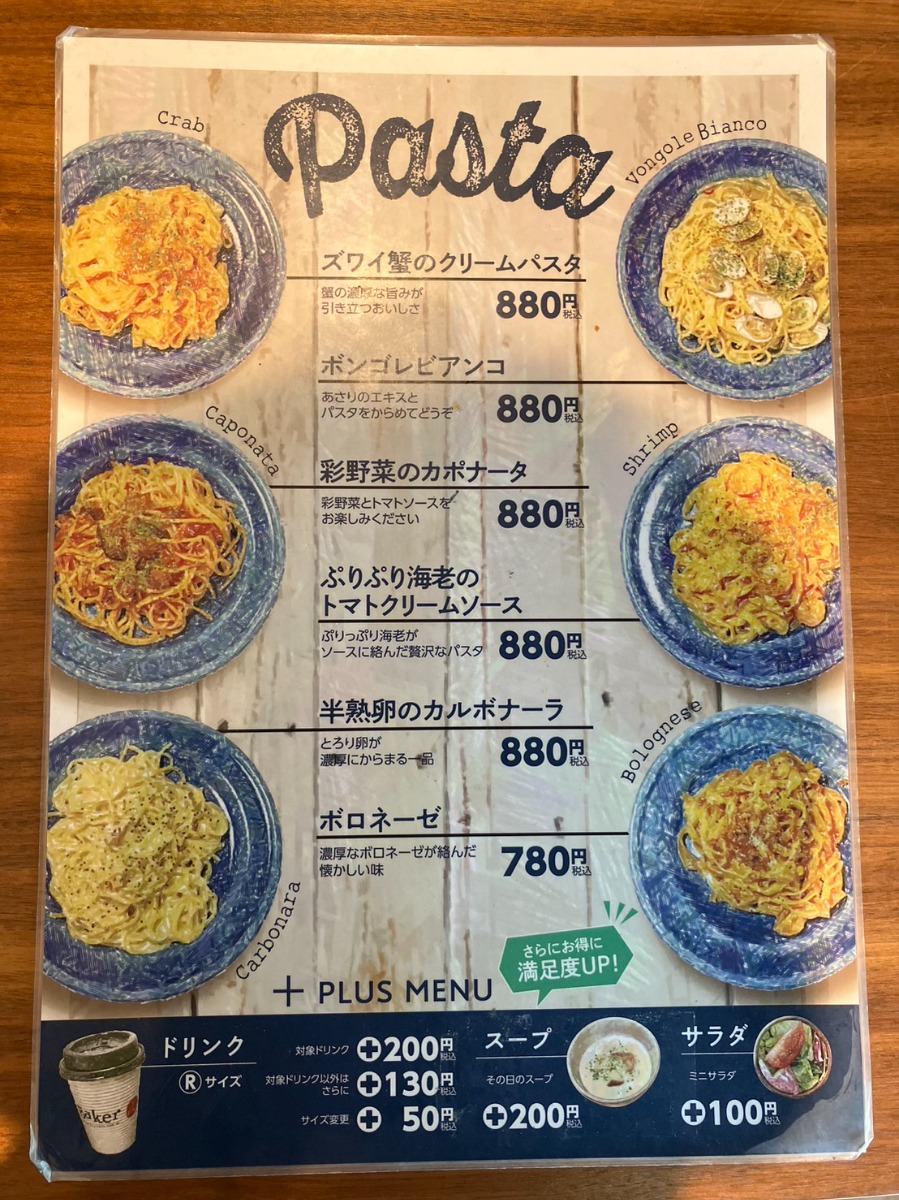 Pasta
Crab
Vongole Bianco
ズワイ蟹のクリームパスタ
蟹の濃厚な旨みが
引き立つおいしさ
880円税込
ボンゴレビアンコ
あさりのエキスと
パスタをからめてどうぞ
880円税込
Caponata
Shrimp
彩野菜のカポナータ
彩野菜とトマトソースを
お楽しみください
880円税込
ぷりぷり海老の
トマトクリームソース
ぷりっぷり海老が
ソースに絡んだ贅沢なパスタ
880円税込
半熟卵のカルボナーラ
とろり卵が
濃厚にからまる一品
880円税込
Carbonara
Bolognese
ボロネーゼ
濃厚なボロネーゼが絡んだ
懐かしい味
780円税込
さらにお得に
満足度UP!
+ PLUS MENU
ドリンク
Ⓡサイズ
対象ドリンク +200円税込
対象ドリンク以外は
さらに +130円税込
サイズ変更 + 50円税込
スープ
その日のスープ
+200円税込
サラダ
ミニサラダ
+100円税込
Baker